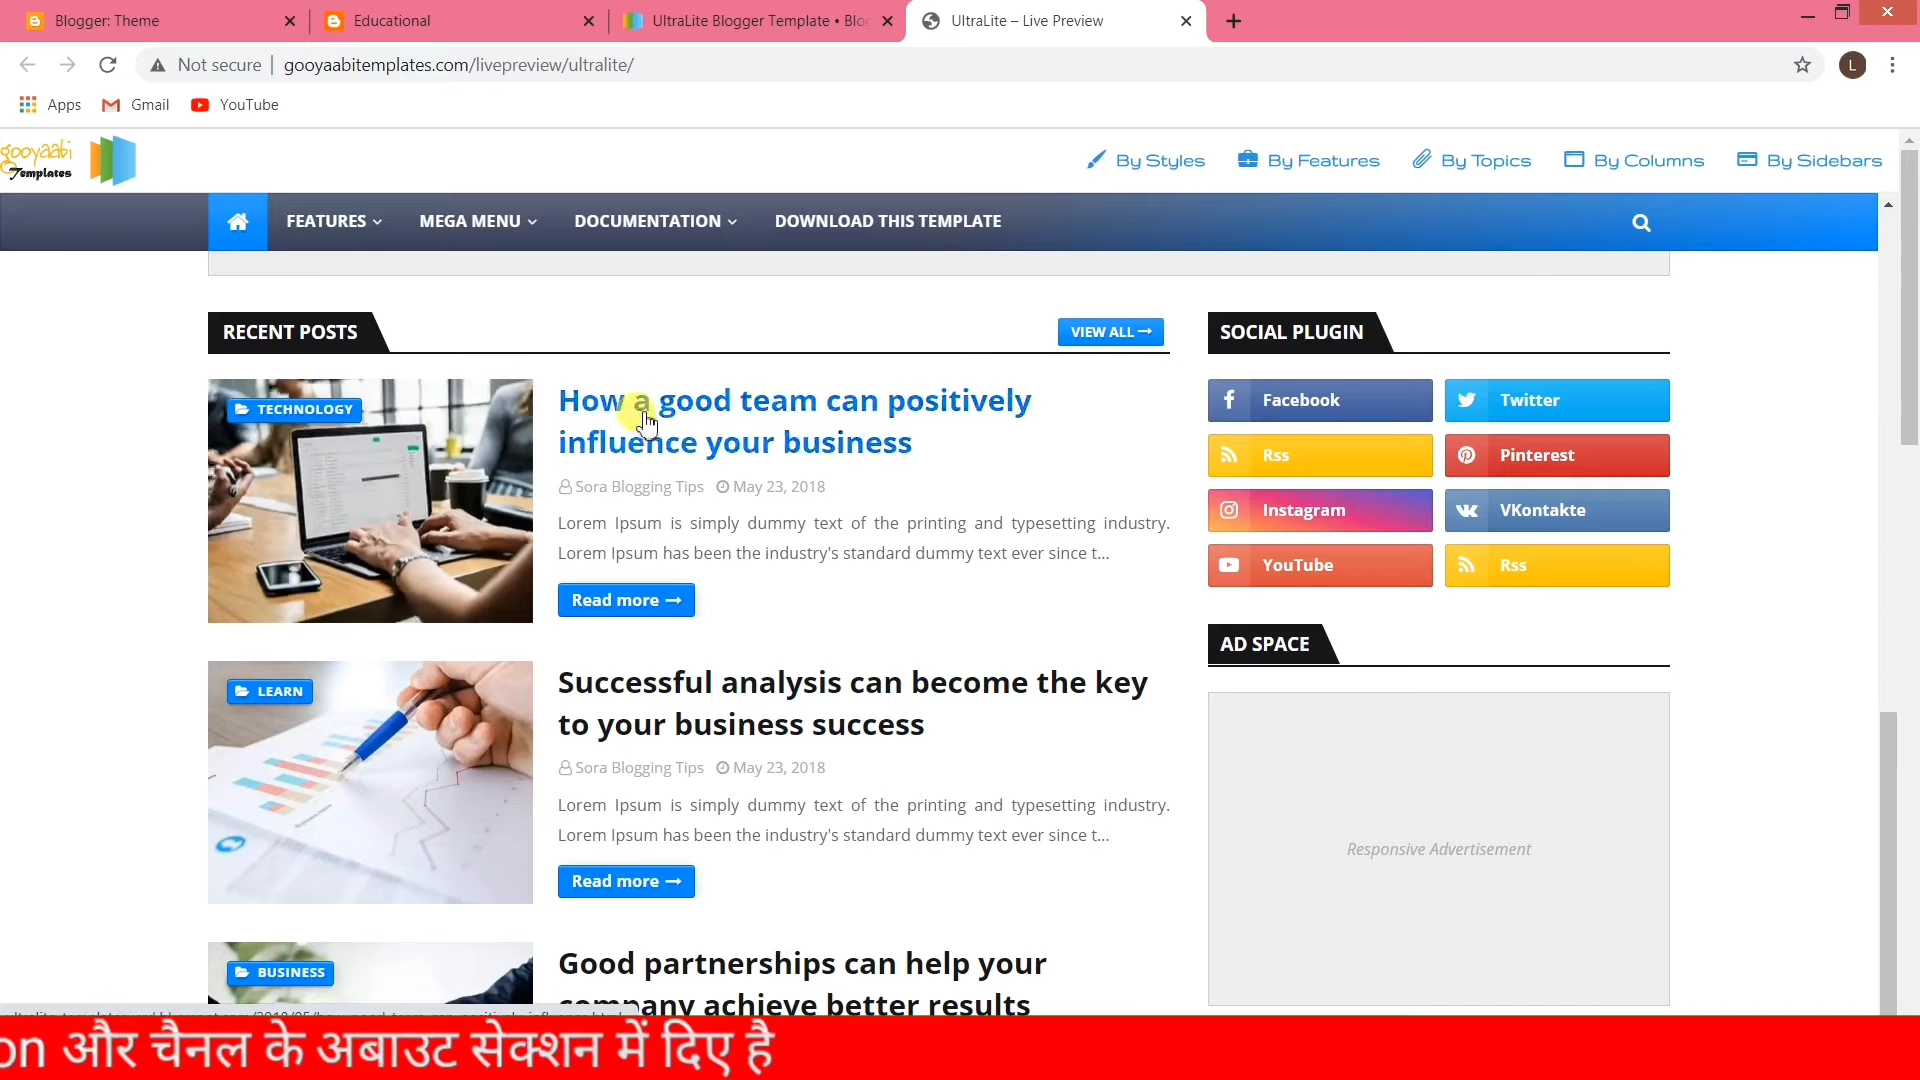 Blogger: Theme
Educational
UltraLite Blogger Template • Blo
UltraLite – Live Preview
Not secure
gooyaabitemplates.com/livepreview/ultralite/
L
Apps
Gmail
YouTube
gooyaabi
Templates
By Styles
By Features
By Topics
By Columns
By Sidebars
FEATURES
MEGA MENU
DOCUMENTATION
DOWNLOAD THIS TEMPLATE
RECENT POSTS
VIEW ALL
TECHNOLOGY
How a good team can positively
influence your business
Sora Blogging Tips
May 23, 2018
Lorem Ipsum is simply dummy text of the printing and typesetting industry.
Lorem Ipsum has been the industry's standard dummy text ever since t...
Read more
LEARN
Successful analysis can become the key
to your business success
Sora Blogging Tips
May 23, 2018
Lorem Ipsum is simply dummy text of the printing and typesetting industry.
Lorem Ipsum has been the industry's standard dummy text ever since t...
Read more
BUSINESS
Good partnerships can help your
company achieve better results
SOCIAL PLUGIN
Facebook
Twitter
Rss
Pinterest
Instagram
VKontakte
YouTube
Rss
AD SPACE
Responsive Advertisement
on और चैनल के अबाउट सेक्शन में दिए है